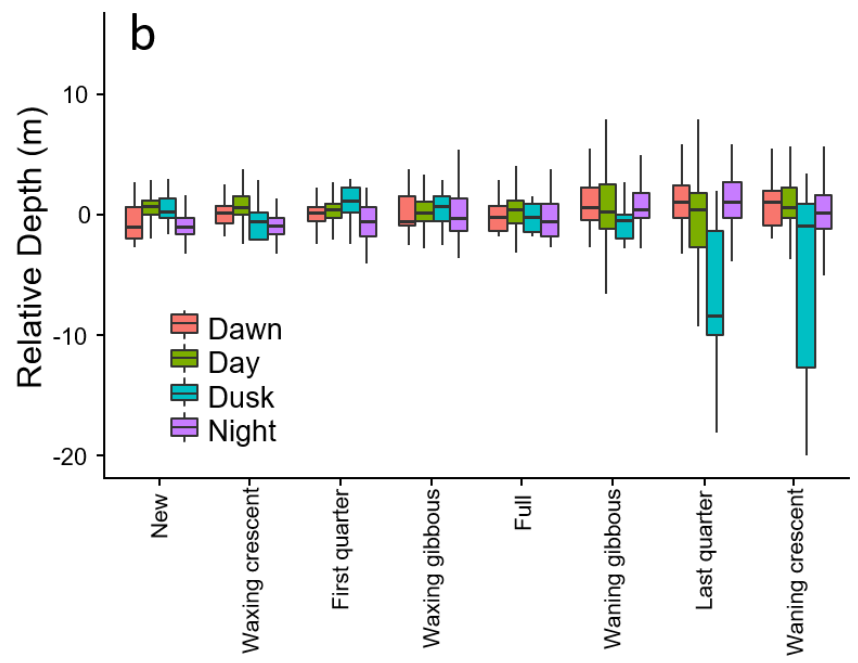 b
Relative Depth (m)
10
0
-10
-20
Dawn
Day
Dusk
Night
New
Waxing crescent
First quarter
Waxing gibbous
Full
Waning gibbous
Last quarter
Waning crescent